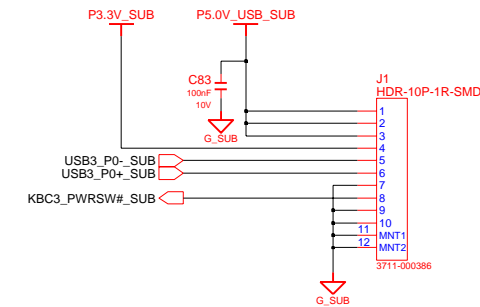 P3.3V_SUB
P5.0V_USB_SUB
C83
100nF
10V
G_SUB
J1
HDR-10P-1R-SMD
1
2
3
4
USB3_P0-_SUB
5
USB3_P0+_SUB
6
7
KBC3_PWRSW#_SUB
8
9
10
11 MNT1
12 MNT2
3711-000386
G_SUB